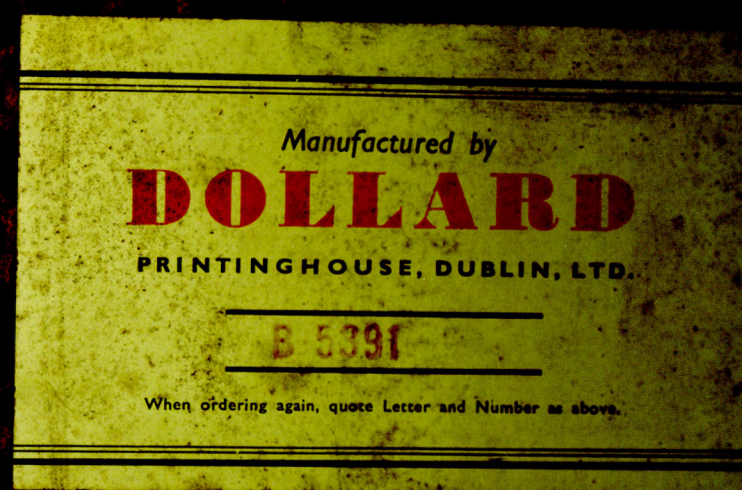 Manufactured by
DOLLARD
PRINTINGHOUSE, DUBLIN, LTD.
B 5391
When ordering again, quote Letter and Number as above.